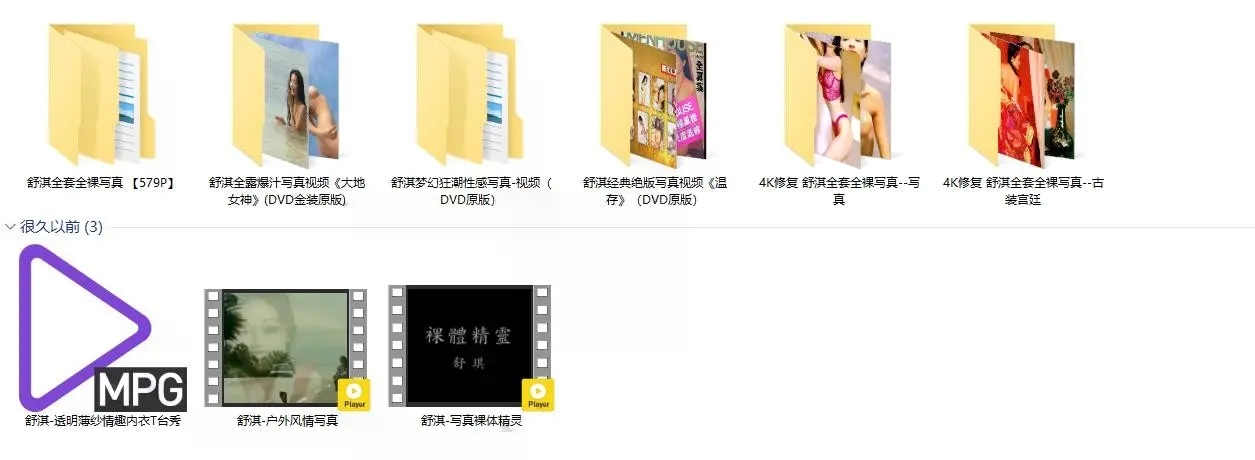 舒淇全套全裸写真 【579P】
舒淇全露爆汁写真视频《大地
女神》(DVD金装原版)
舒淇梦幻狂潮性感写真-视频（
DVD原版）
舒淇经典绝版写真视频《温
存》（DVD原版）
4K修复 舒淇全套全裸写真--写
真
4K修复 舒淇全套全裸写真--古
装宫廷
很久以前 (3)
MPG
裸體精靈
舒琪
Player
Player
舒淇-透明薄纱情趣内衣T台秀
舒淇-户外风情写真
舒淇-写真裸体精灵